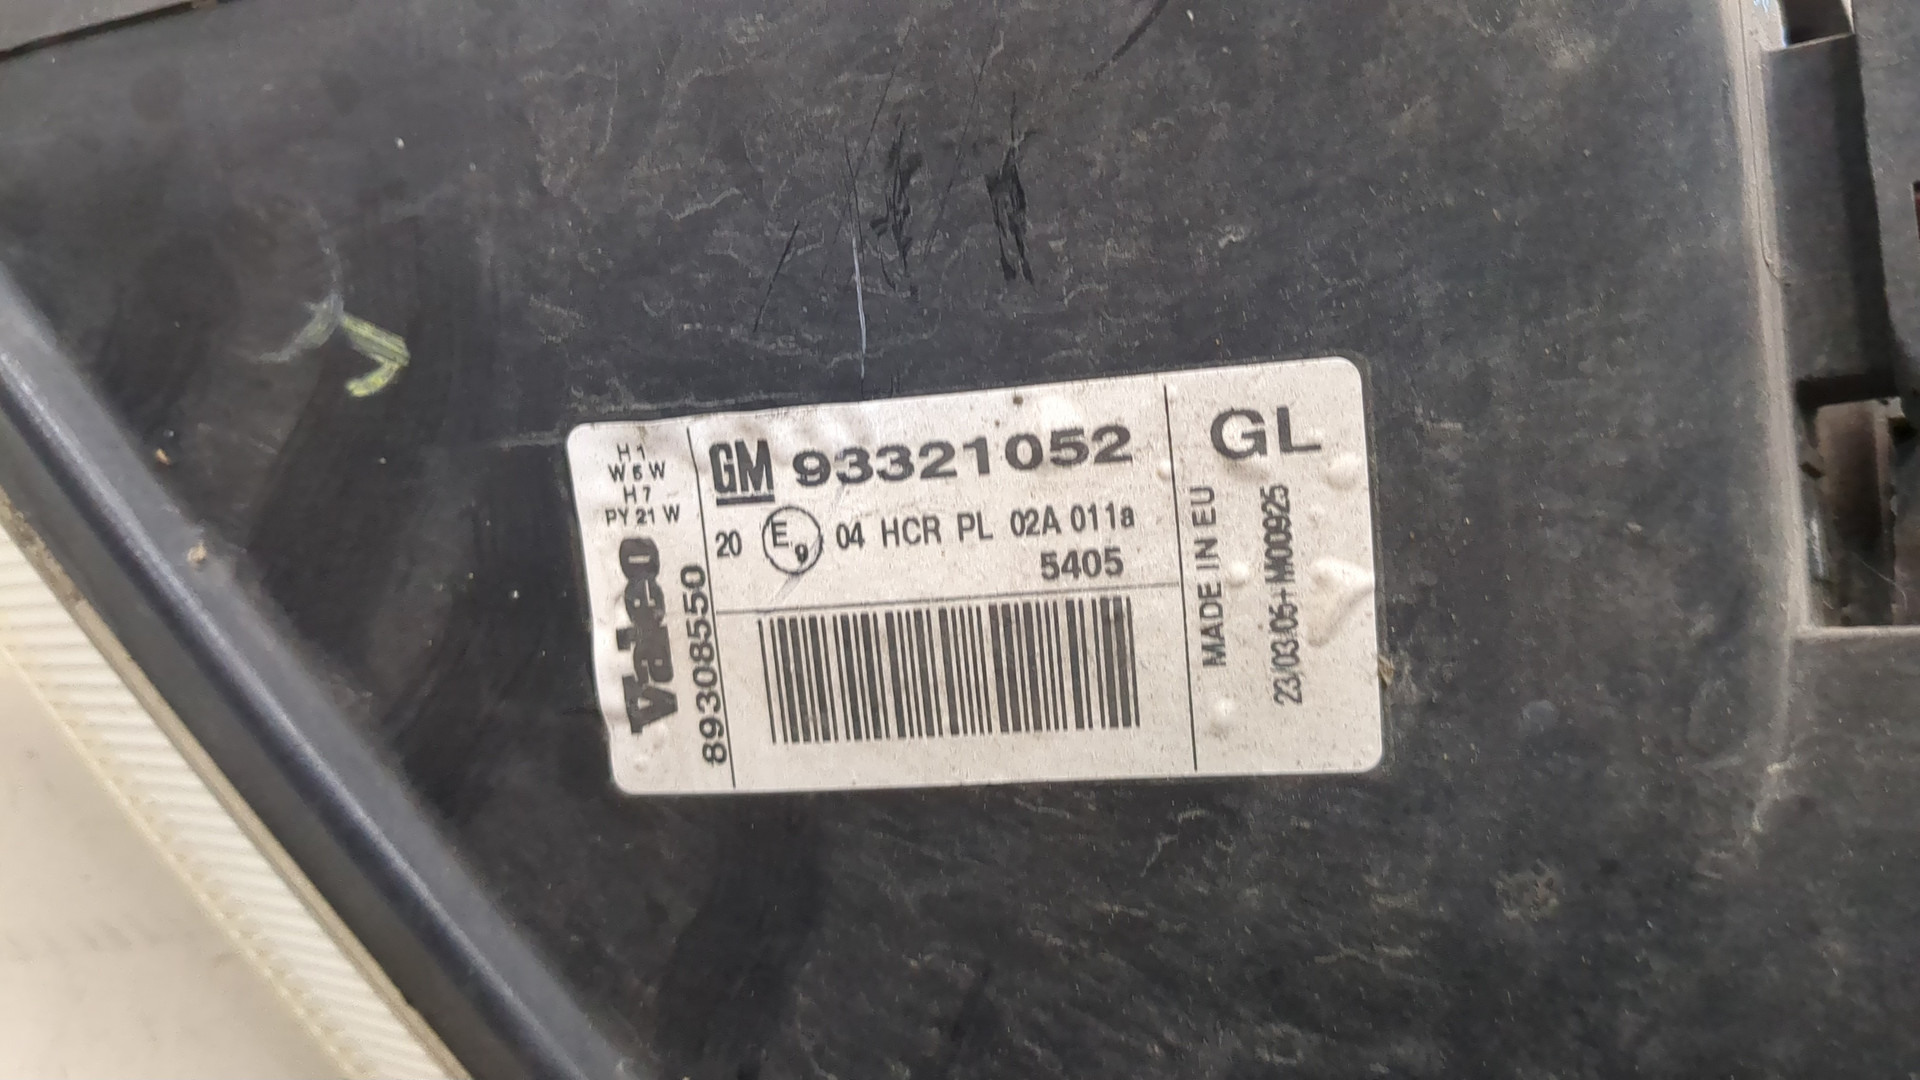 H1
W5W
H7
PY21W
Valeo
89308550
GM 93321052
20 E9 04 HCR PL 02A 011a
5405
GL
MADE IN EU
23/03/05+M00925